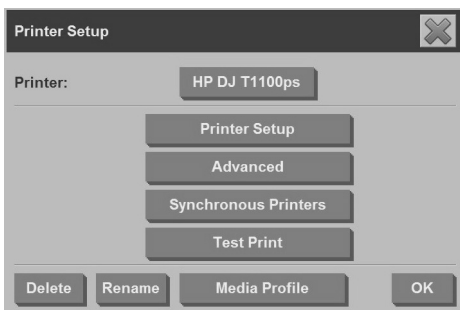 Printer Setup
Printer: HP DJ T1100ps
Printer Setup
Advanced
Synchronous Printers
Test Print
Delete Rename Media Profile OK